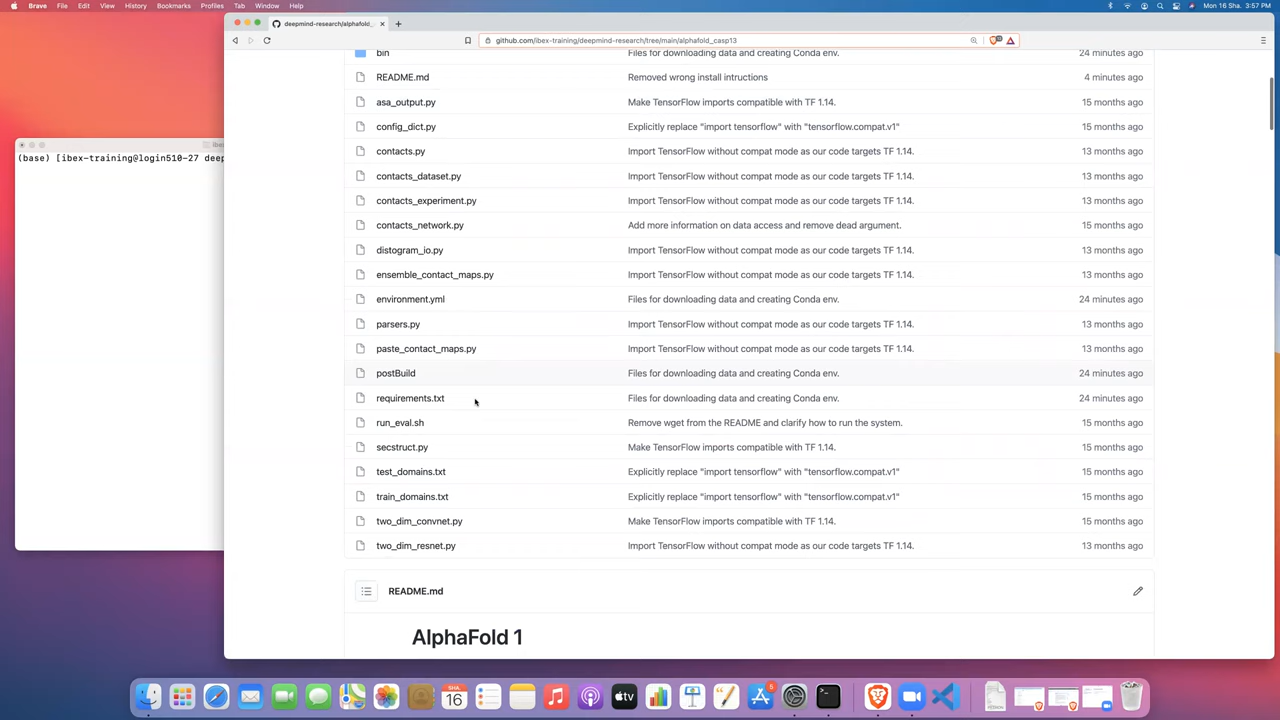 Brave File Edit View History Bookmarks Profiles Tab Window Help Mon 16 Sha. 3:57 PM
deepmind-research/alphafold_
github.com/ibex-training/deepmind-research/tree/main/alphafold_casp13
(base) [ibex-training@login510-27 deep
bin Files for downloading data and creating Conda env. 24 minutes ago
README.md Removed wrong install intructions 4 minutes ago
asa_output.py Make TensorFlow imports compatible with TF 1.14. 15 months ago
config_dict.py Explicitly replace "import tensorflow" with "tensorflow.compat.v1" 15 months ago
contacts.py Import TensorFlow without compat mode as our code targets TF 1.14. 13 months ago
contacts_dataset.py Import TensorFlow without compat mode as our code targets TF 1.14. 13 months ago
contacts_experiment.py Import TensorFlow without compat mode as our code targets TF 1.14. 13 months ago
contacts_network.py Add more information on data access and remove dead argument. 15 months ago
distogram_io.py Import TensorFlow without compat mode as our code targets TF 1.14. 13 months ago
ensemble_contact_maps.py Import TensorFlow without compat mode as our code targets TF 1.14. 13 months ago
environment.yml Files for downloading data and creating Conda env. 24 minutes ago
parsers.py Import TensorFlow without compat mode as our code targets TF 1.14. 13 months ago
paste_contact_maps.py Import TensorFlow without compat mode as our code targets TF 1.14. 13 months ago
postBuild Files for downloading data and creating Conda env. 24 minutes ago
requirements.txt Files for downloading data and creating Conda env. 24 minutes ago
run_eval.sh Remove wget from the README and clarify how to run the system. 15 months ago
secstruct.py Make TensorFlow imports compatible with TF 1.14. 15 months ago
test_domains.txt Explicitly replace "import tensorflow" with "tensorflow.compat.v1" 15 months ago
train_domains.txt Explicitly replace "import tensorflow" with "tensorflow.compat.v1" 15 months ago
two_dim_convnet.py Make TensorFlow imports compatible with TF 1.14. 15 months ago
two_dim_resnet.py Import TensorFlow without compat mode as our code targets TF 1.14. 13 months ago
README.md
AlphaFold 1
SHA.
16
tv
5